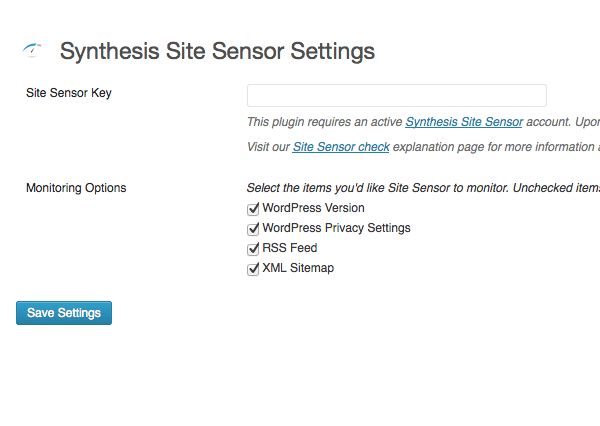 Synthesis Site Sensor Settings
Site Sensor Key
This plugin requires an active Synthesis Site Sensor account. Upon
Visit our Site Sensor check explanation page for more information a
Monitoring Options
Select the items you'd like Site Sensor to monitor. Unchecked items
WordPress Version
WordPress Privacy Settings
RSS Feed
XML Sitemap
Save Settings